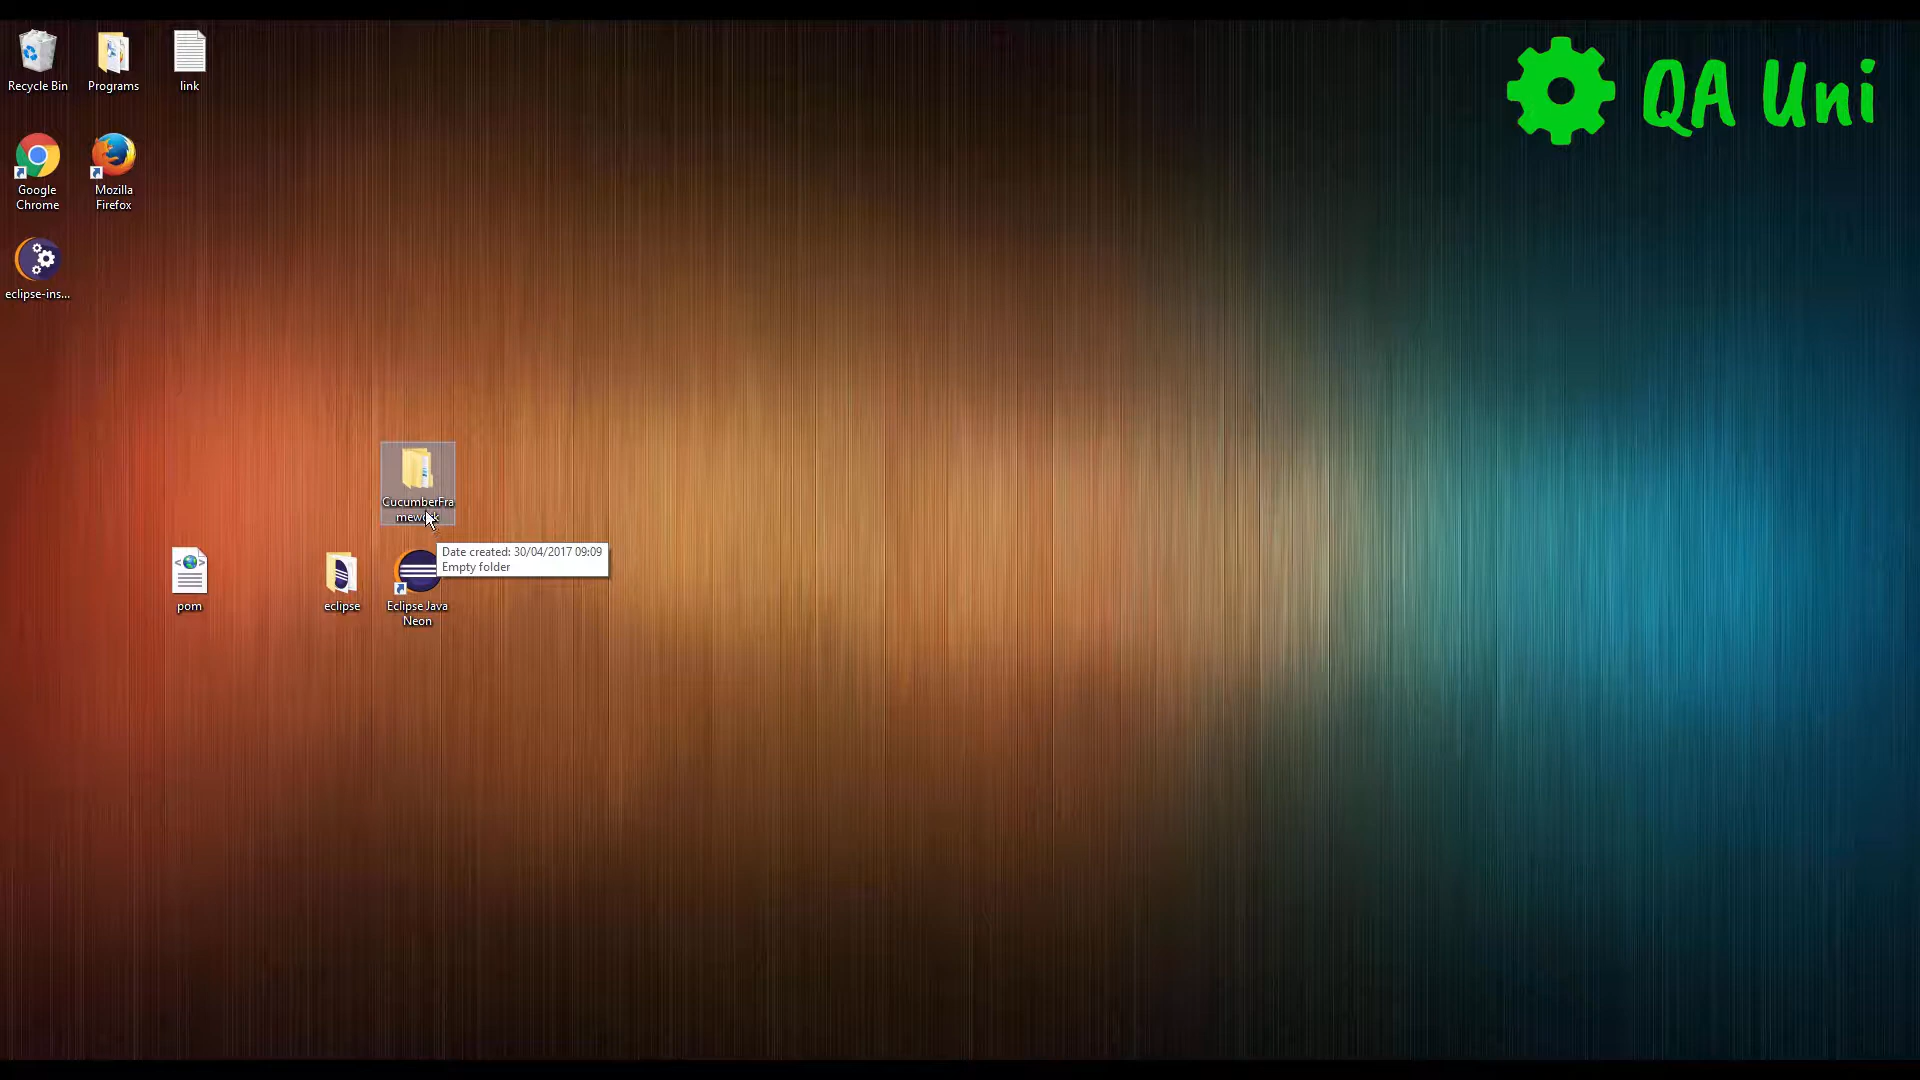 QA Uni
Recycle Bin
Programs
link
Google
Chrome
Mozilla
Firefox
eclipse-ins...
CucumberFra
mework
Date created: 30/04/2017 09:09
Empty folder
pom
eclipse
Eclipse Java
Neon